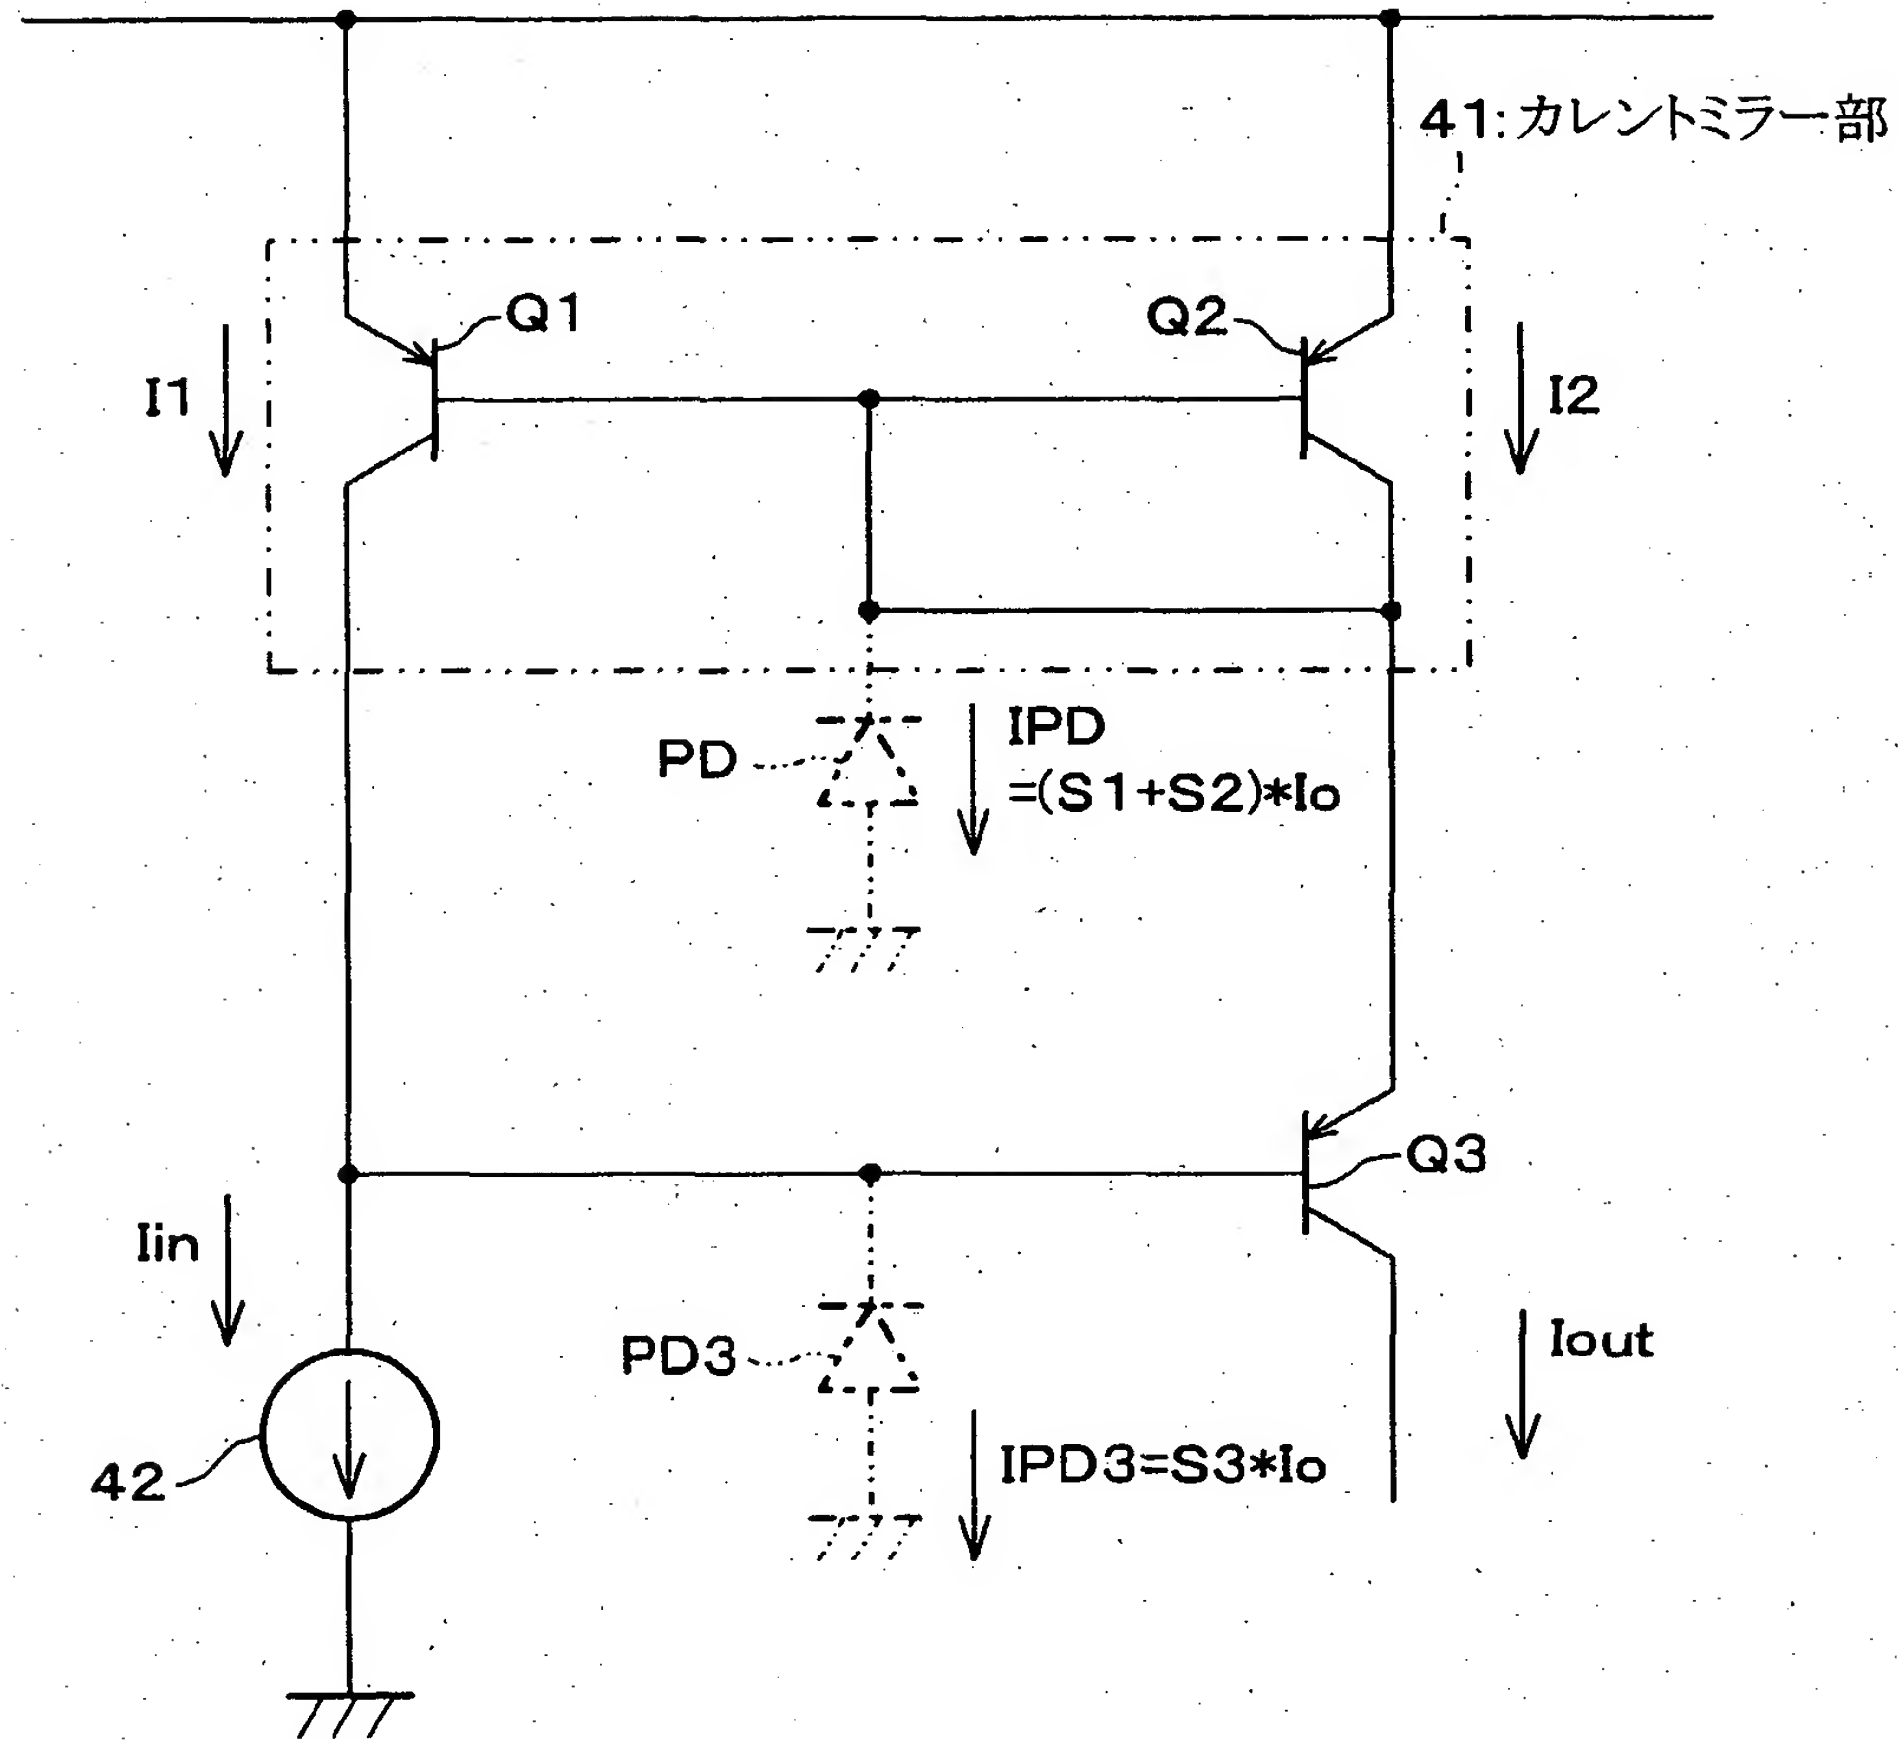 41:カレントミラー部
Q1
Q2
I1
I2
PD
IPD
=(S1+S2)*Io
Q3
Iin
PD3
Iout
42
IPD3=S3*Io